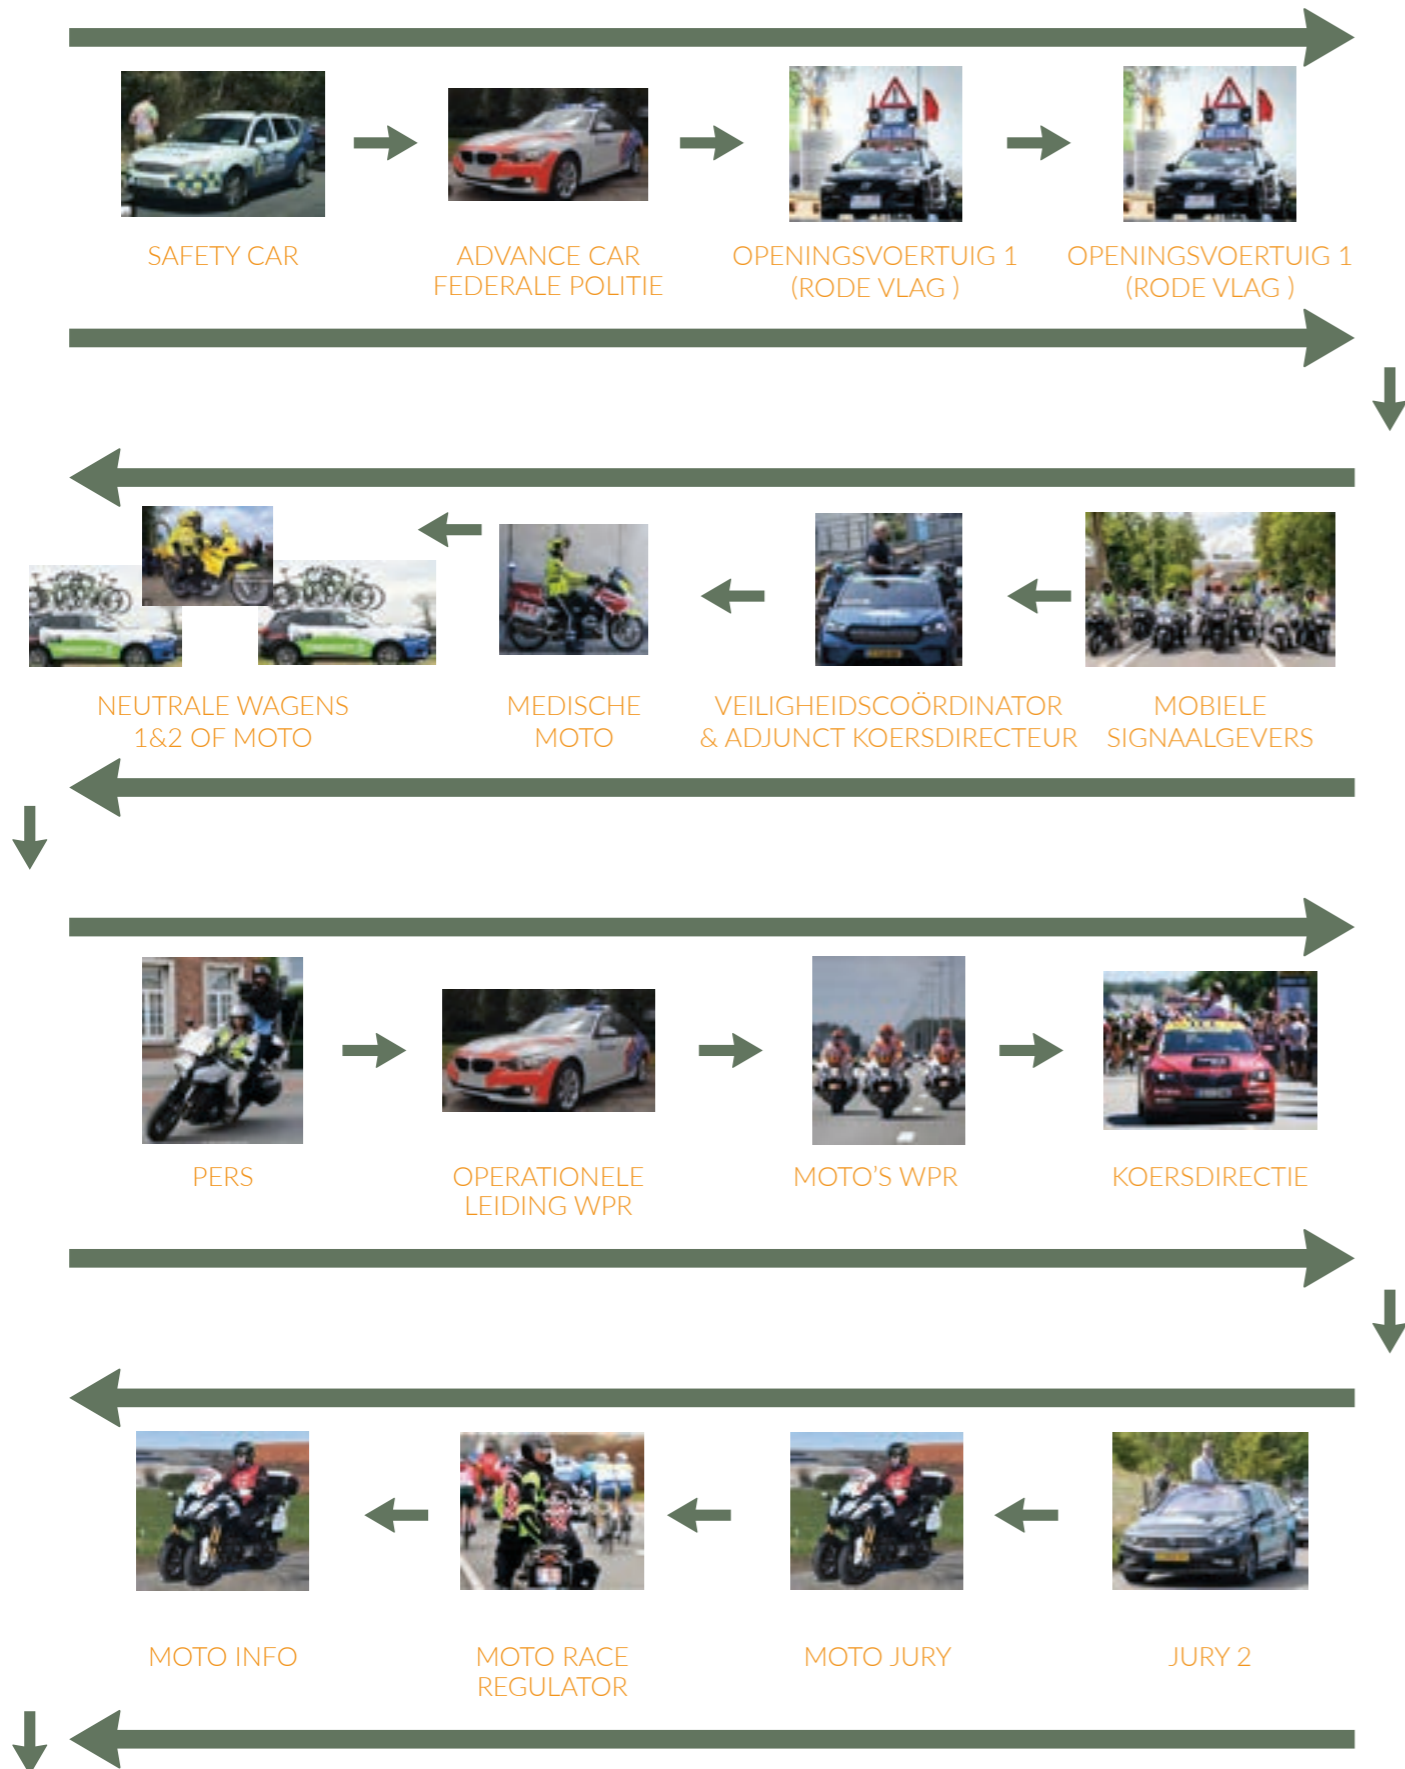 SAFETY CAR
ADVANCE CAR
FEDERALE POLITIE
OPENINGSVOERTUIG 1
(RODE VLAG )
OPENINGSVOERTUIG 1
(RODE VLAG )
NEUTRALE WAGENS
1&2 OF MOTO
MEDISCHE
MOTO
VEILIGHEIDSCOÖRDINATOR
& ADJUNCT KOERSDIRECTEUR
MOBIELE
SIGNAALGEVERS
PERS
OPERATIONELE
LEIDING WPR
MOTO’S WPR
KOERSDIRECTIE
MOTO INFO
MOTO RACE
REGULATOR
MOTO JURY
JURY 2